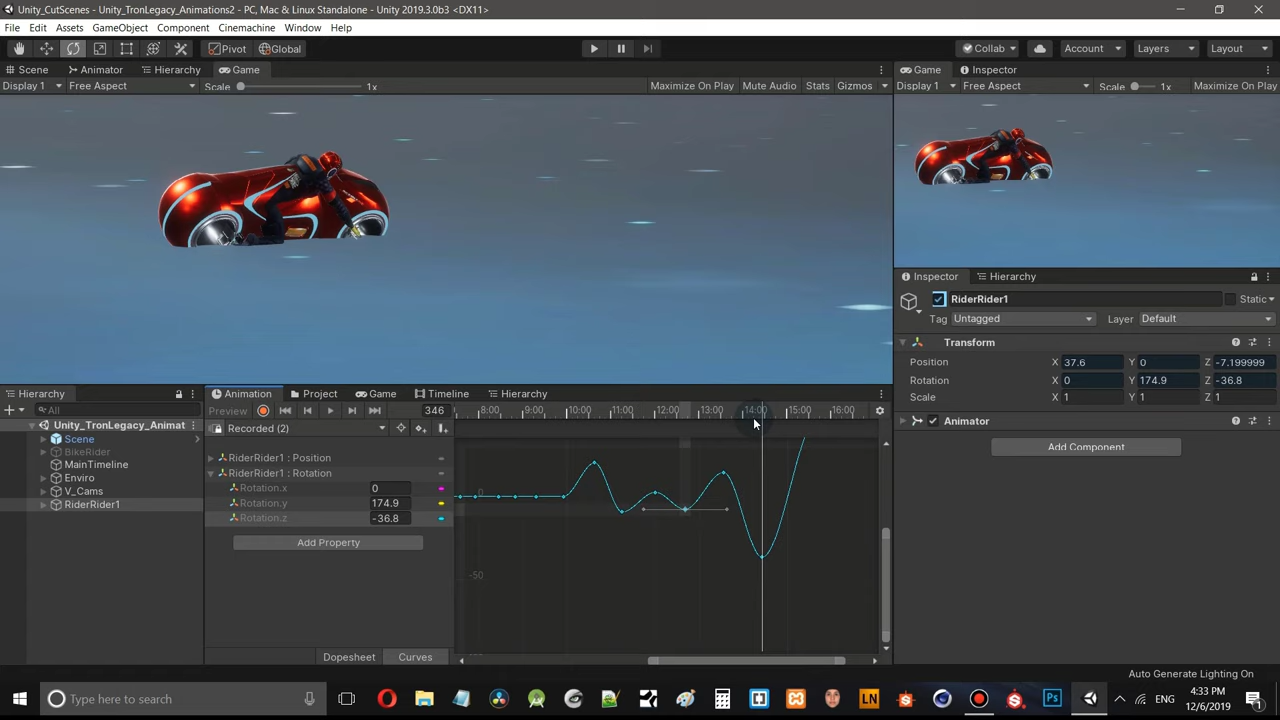 Unity_CutScenes - Unity_TronLegacy_Animations2 - PC, Mac & Linux Standalone - Unity 2019.3.0b3 <DX11>
File Edit Assets GameObject Component Cinemachine Window Help
Pivot Global Collab Account Layers Layout
Scene Animator Hierarchy Game Game Inspector
Display 1 Free Aspect Scale 1x Maximize On Play Mute Audio Stats Gizmos Display 1 Free Aspect Scale 1x Maximize On Play
Inspector Hierarchy
RiderRider1 Static
Tag Untagged Layer Default
Transform
Position X 37.6 Y 0 Z -7.199999
Rotation X 0 Y 174.9 Z -36.8
Scale X 1 Y 1 Z 1
Animator
Add Component
Hierarchy Animation Project Game Timeline Hierarchy
All Preview 346 8:00 9:00 10:00 11:00 12:00 13:00 14:00 15:00 16:00
Unity_TronLegacy_Animat Recorded (2)
Scene
BikeRider RiderRider1 : Position
MainTimeline RiderRider1 : Rotation
Enviro Rotation.x 0
V_Cams Rotation.y 174.9
RiderRider1 Rotation.z -36.8
Add Property
0
-50
Dopesheet Curves
Auto Generate Lighting On
Type here to search
LN
Ps
ENG
4:33 PM
12/6/2019
1